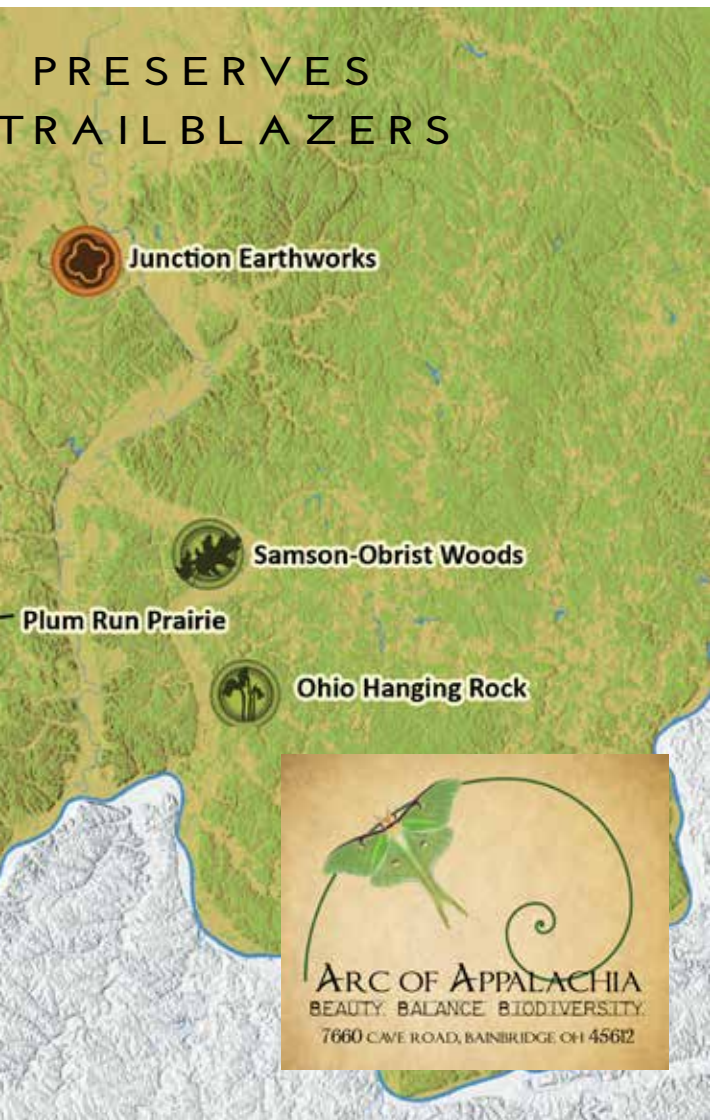 PRESERVES
TRAILBLAZERS
Junction Earthworks
Samson-Obrist Woods
Plum Run Prairie
Ohio Hanging Rock
ARC OF APPALACHIA
BEAUTY. BALANCE. BIODIVERSITY.
7660 CAVE ROAD, BAINBRIDGE OH 45612